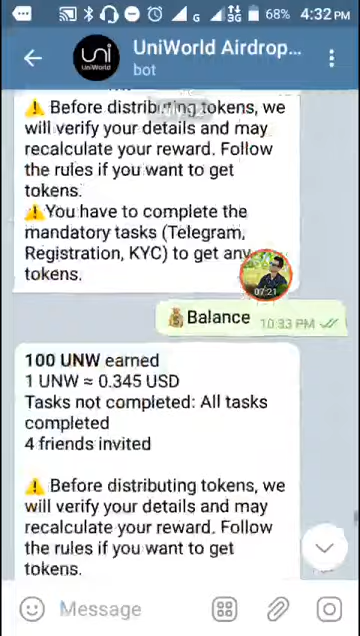 G 3G 68% 4:32 PM
uni
UniWorld
UniWorld Airdrop...
bot
⚠️ Before distributing tokens, we
will verify your details and may
recalculate your reward. Follow
the rules if you want to get
tokens.
⚠️You have to complete the
mandatory tasks (Telegram,
Registration, KYC) to get any
tokens.
07:21
💰Balance
10:33 PM
100 UNW earned
1 UNW ≈ 0.345 USD
Tasks not completed: All tasks
completed
4 friends invited
⚠️ Before distributing tokens, we
will verify your details and may
recalculate your reward. Follow
the rules if you want to get
tokens.
Message